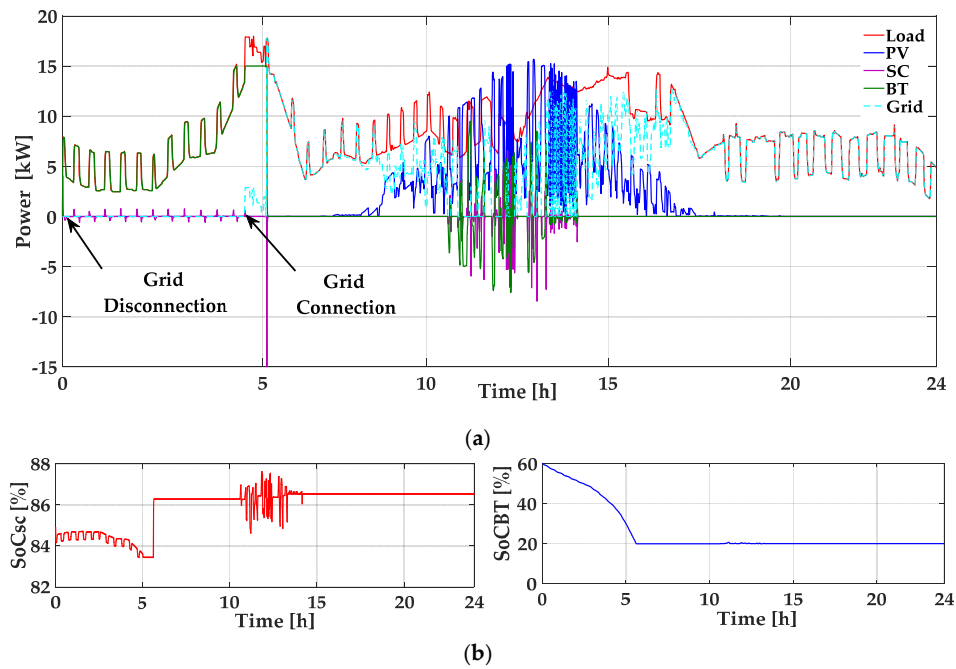 20
15
10
5
0
-5
-10
-15
Power [kW]
Load
PV
SC
BT
Grid
Grid
Disconnection
Grid
Connection
0 5 10 15 20 24
Time [h]
(a)
88
86
84
82
SoCsc [%]
0 5 10 15 20 24
Time [h]
60
40
20
0
SoCBT [%]
0 5 10 15 20 24
Time [h]
(b)